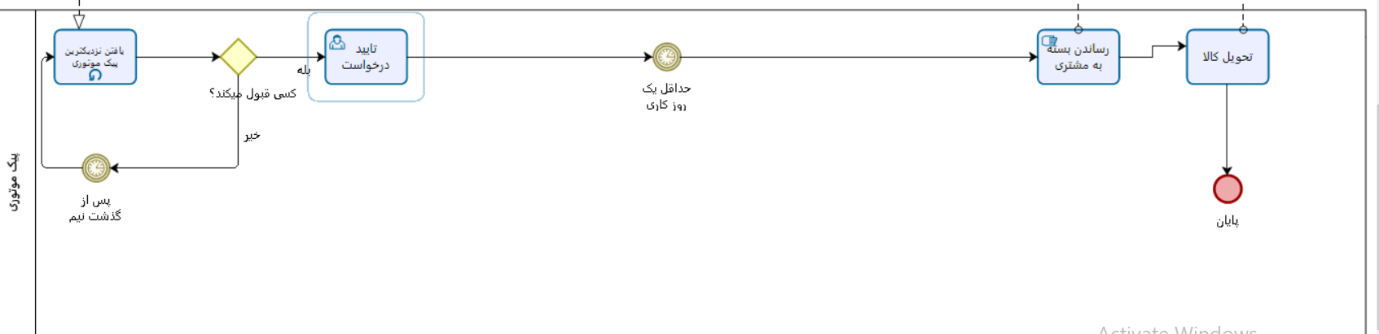 پیک موتوری
یافتن نزدیکترین
پیک موتوری
کسی قبول میکند؟
بله
خیر
پس از
گذشت نیم
تایید
درخواست
حداقل یک
روز کاری
رساندن بسته
به مشتری
تحویل کالا
پایان
Activate Windows